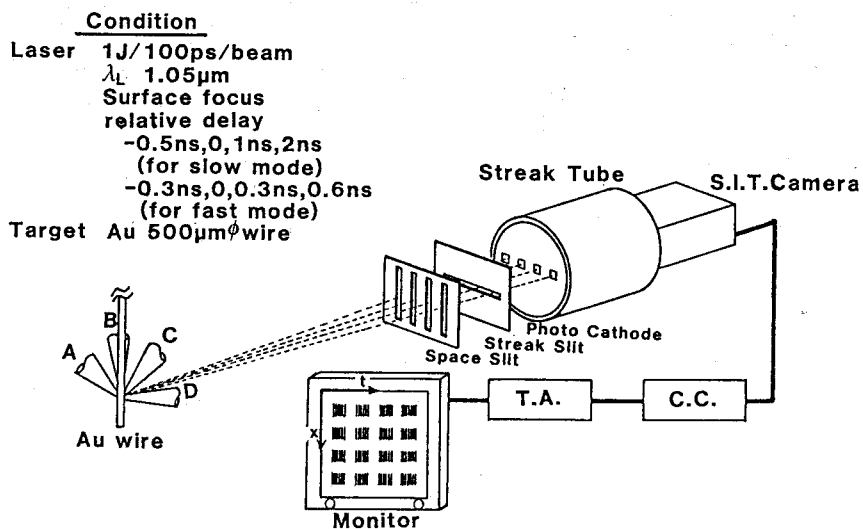 Condition
Laser 1J/100ps/beam
λL 1.05μm
Surface focus
relative delay
-0.5ns,0,1ns,2ns
(for slow mode)
-0.3ns,0,0.3ns,0.6ns
(for fast mode)
Target Au 500μmφ wire
Streak Tube
S.I.T.Camera
Photo Cathode
Streak Slit
Space Slit
A
B
C
D
Au wire
t
x
Monitor
T.A.
C.C.